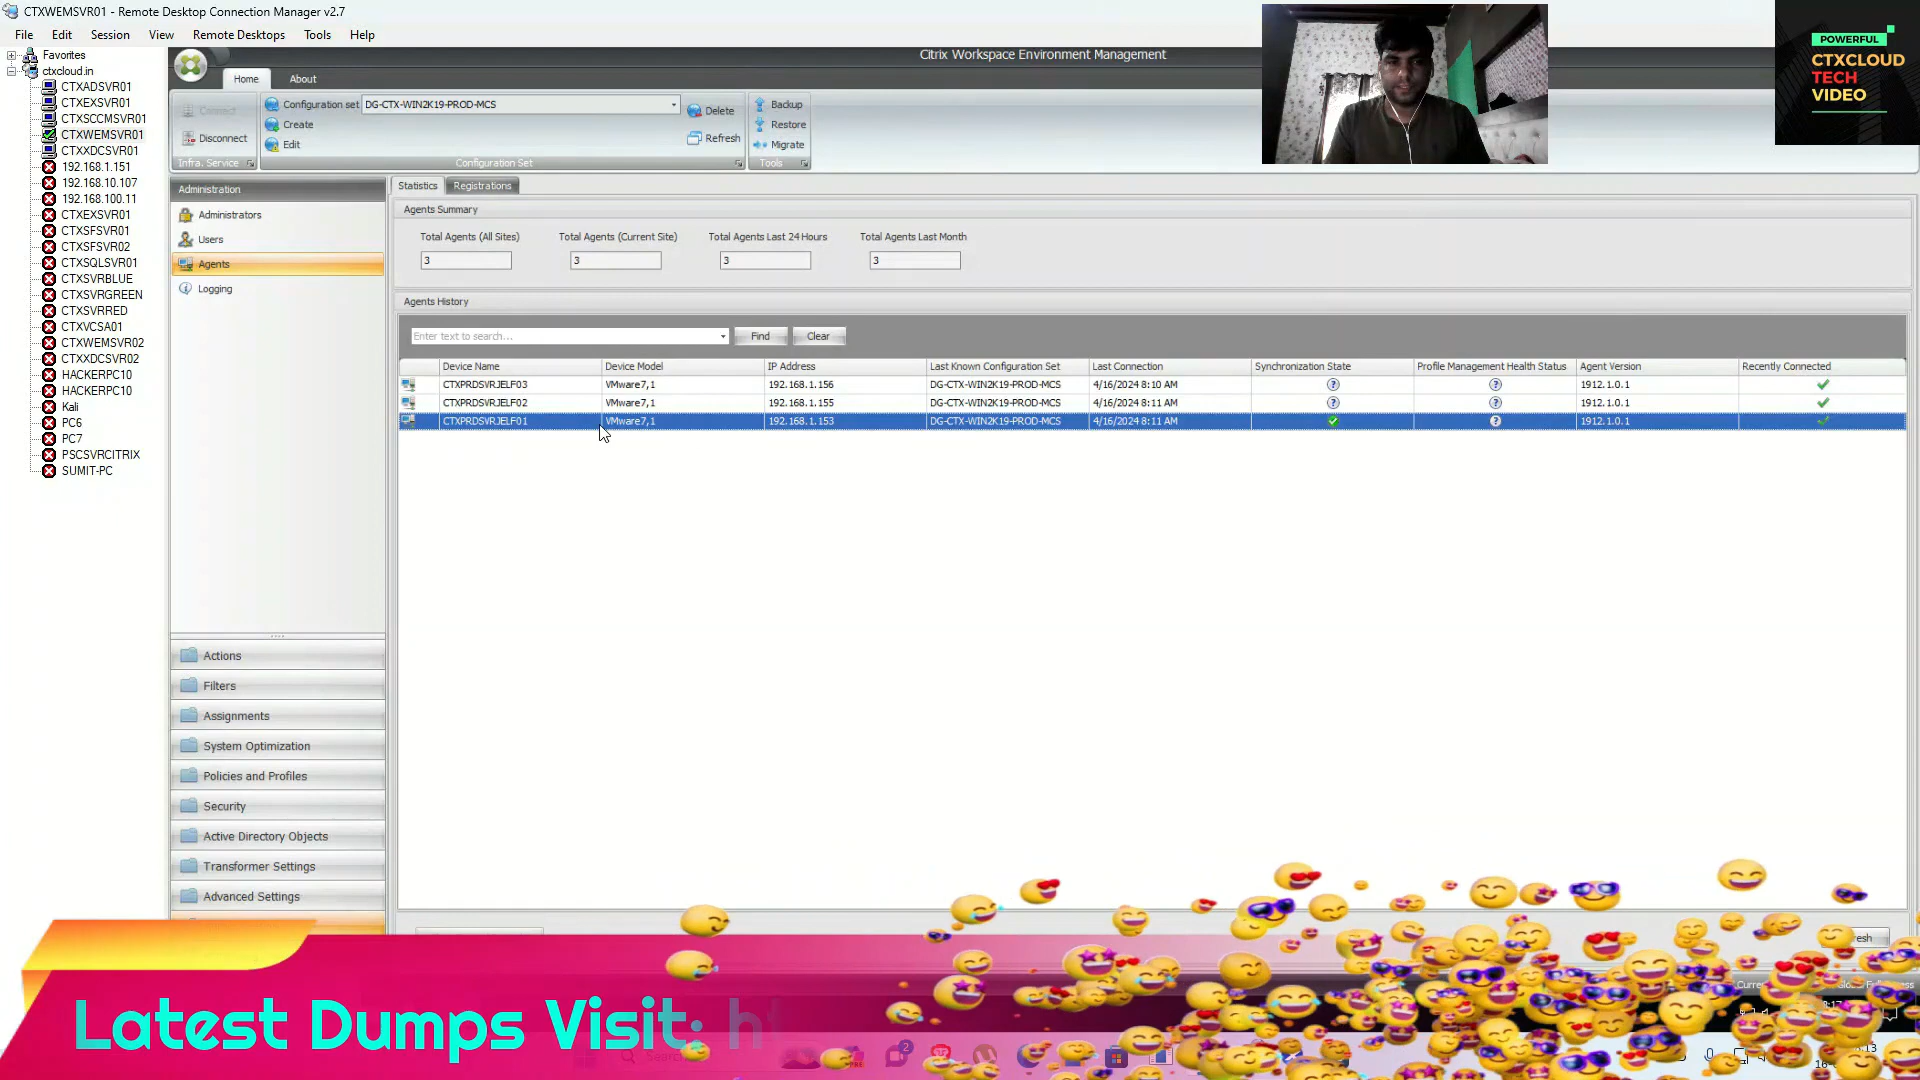 CTXWEMSVR01 - Remote Desktop Connection Manager v2.7
File Edit Session View Remote Desktops Tools Help
Favorites
ctxcloud.in
CTXADSVR01
CTXEXSVR01
CTXSCCMSVR01
CTXWEMSVR01
CTXXDCSVR01
192.168.1.151
192.168.10.107
192.168.100.11
CTXEXSVR01
CTXSFSVR01
CTXSFSVR02
CTXSQLSVR01
CTXSVRBLUE
CTXSVRGREEN
CTXSVRRED
CTXVCSA01
CTXWEMSVR02
CTXXDCSVR02
HACKERPC10
HACKERPC10
Kali
PC6
PC7
PSCSVRCITRIX
SUMIT-PC
Citrix Workspace Environment Management
Home About
Connect
Disconnect
Infra. Service
Configuration set DG-CTX-WIN2K19-PROD-MCS
Create
Edit
Delete
Refresh
Configuration Set
Backup
Restore
Migrate
Tools
POWERFUL
CTXCLOUD
TECH
VIDEO
Administration
Administrators
Users
Agents
Logging
Actions
Filters
Assignments
System Optimization
Policies and Profiles
Security
Active Directory Objects
Transformer Settings
Advanced Settings
Statistics Registrations
Agents Summary
Total Agents (All Sites) Total Agents (Current Site) Total Agents Last 24 Hours Total Agents Last Month
3 3 3 3
Agents History
Enter text to search... Find Clear
Device Name Device Model IP Address Last Known Configuration Set Last Connection Synchronization State Profile Management Health Status Agent Version Recently Connected
CTXPRDSVRJELF03 VMware7,1 192.168.1.156 DG-CTX-WIN2K19-PROD-MCS 4/16/2024 8:10 AM 1912.1.0.1
CTXPRDSVRJELF02 VMware7,1 192.168.1.155 DG-CTX-WIN2K19-PROD-MCS 4/16/2024 8:11 AM 1912.1.0.1
CTXPRDSVRJELF01 VMware7,1 192.168.1.153 DG-CTX-WIN2K19-PROD-MCS 4/16/2024 8:11 AM 1912.1.0.1
Latest Dumps Visit: h